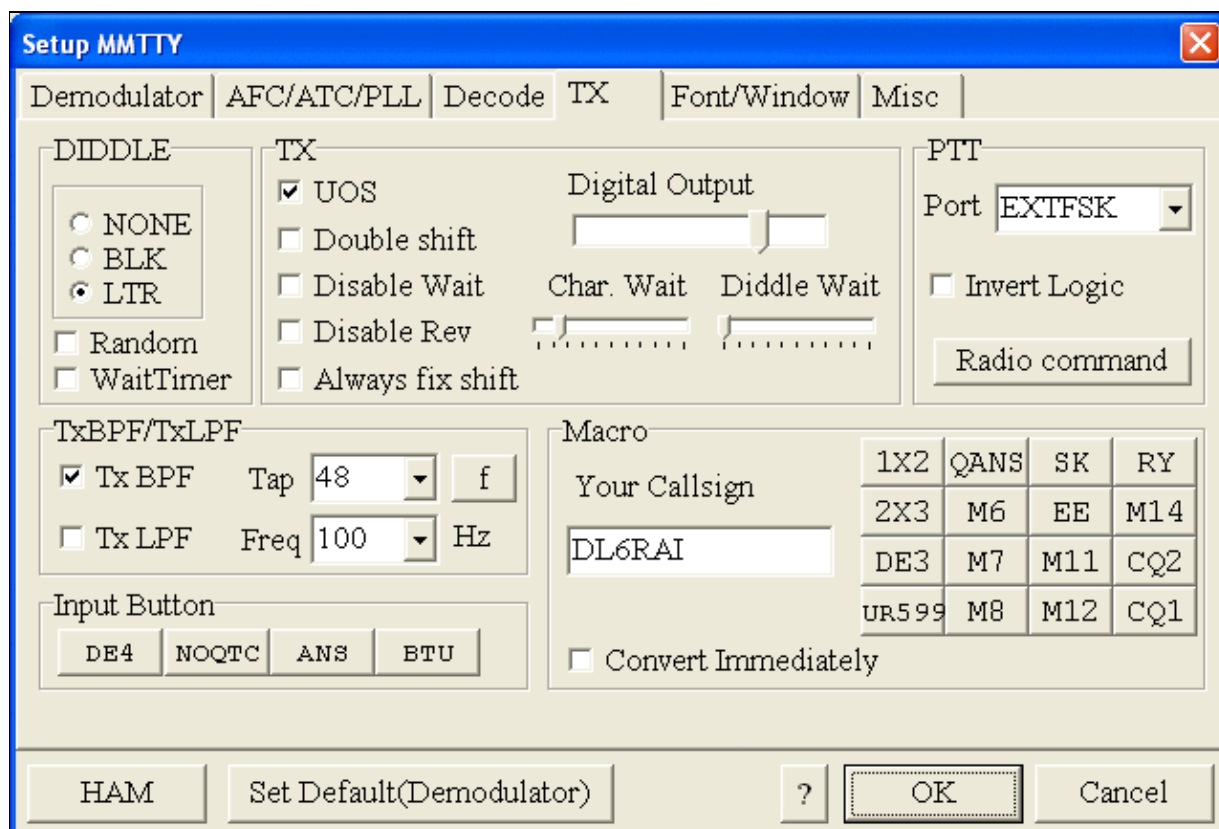 Setup MMTTY
Demodulator AFC/ATC/PLL Decode TX Font/Window Misc
DIDDLE
NONE
BLK
LTR
Random
WaitTimer
TX
UOS
Double shift
Disable Wait
Disable Rev
Always fix shift
Digital Output
Char. Wait Diddle Wait
PTT
Port EXTFSK
Invert Logic
Radio command
TxBPF/TxLPF
Tx BPF Tap 48 f
Tx LPF Freq 100 Hz
Input Button
DE4 NOQTC ANS BTU
Macro
Your Callsign
DL6RAI
1X2 QANS SK RY
2X3 M6 EE M14
DE3 M7 M11 CQ2
UR599 M8 M12 CQ1
Convert Immediately
HAM Set Default(Demodulator) ? OK Cancel